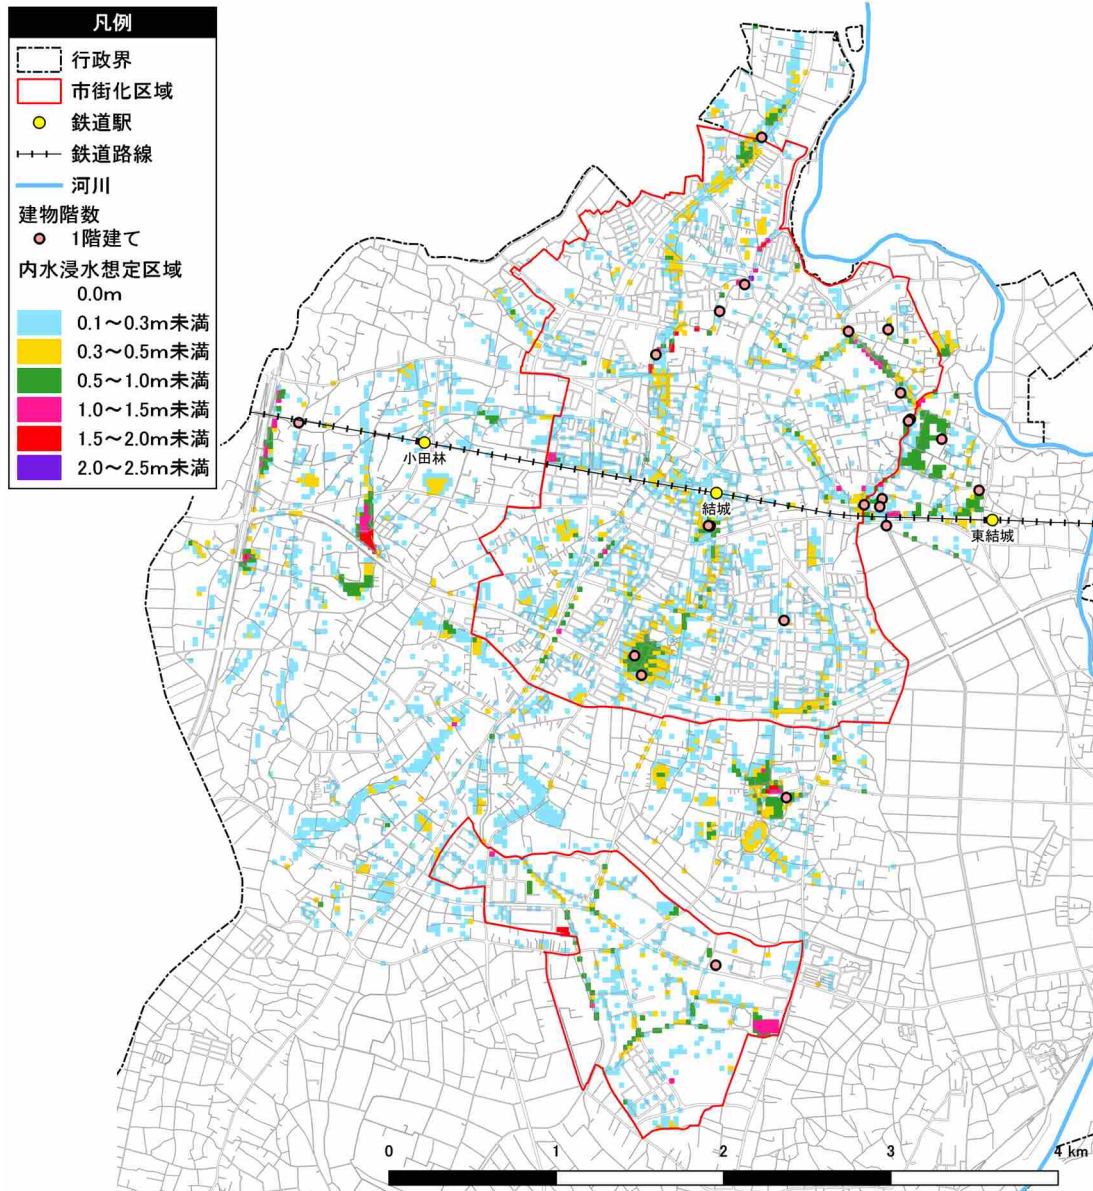 凡例
行政界
市街化区域
鉄道駅
鉄道路線
河川
建物階数
1階建て
内水浸水想定区域
0.0m
0.1～0.3m未満
0.3～0.5m未満
0.5～1.0m未満
1.0～1.5m未満
1.5～2.0m未満
2.0～2.5m未満
小田林
結城
東結城
0 1 2 3 4 km